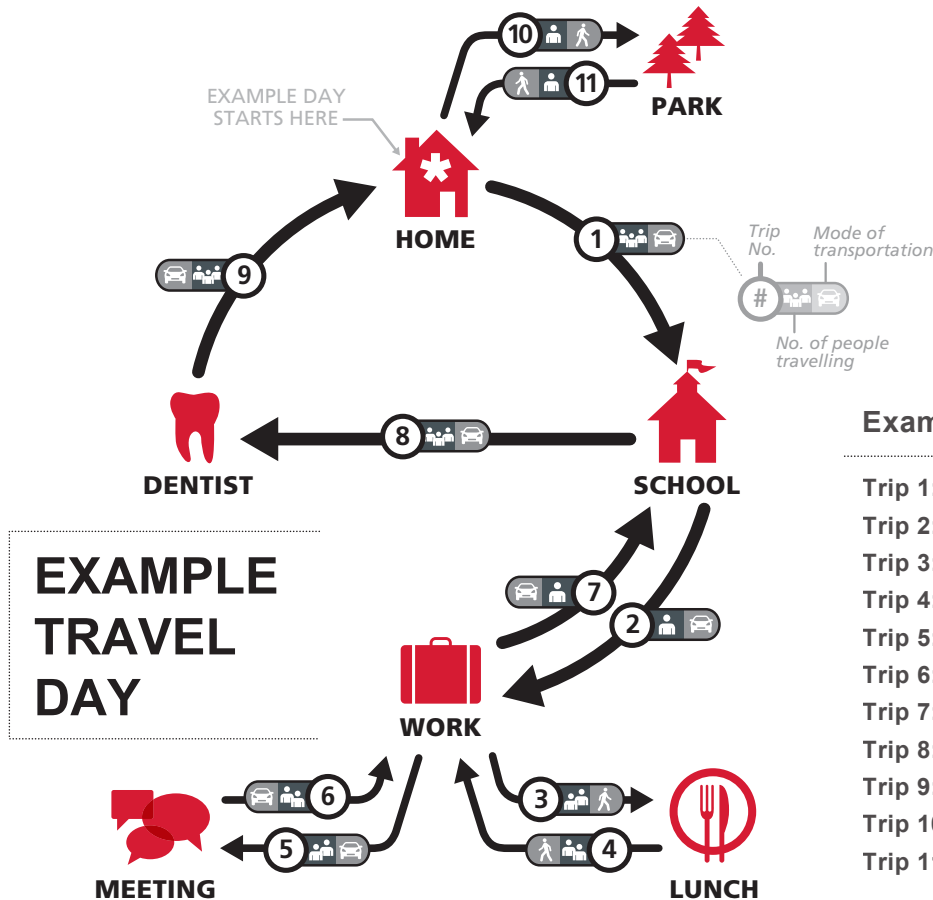 10
11
PARK
EXAMPLE DAY
STARTS HERE
HOME
1
Trip
No.
Mode of
transportation
#
No. of people
travelling
9
8
DENTIST
SCHOOL
Exam
Trip 1
Trip 2
Trip 3
Trip 4
Trip 5
Trip 6
Trip 7
Trip 8
Trip 9
Trip 10
Trip 11
EXAMPLE
TRAVEL
DAY
7
2
WORK
6
3
5
4
MEETING
LUNCH